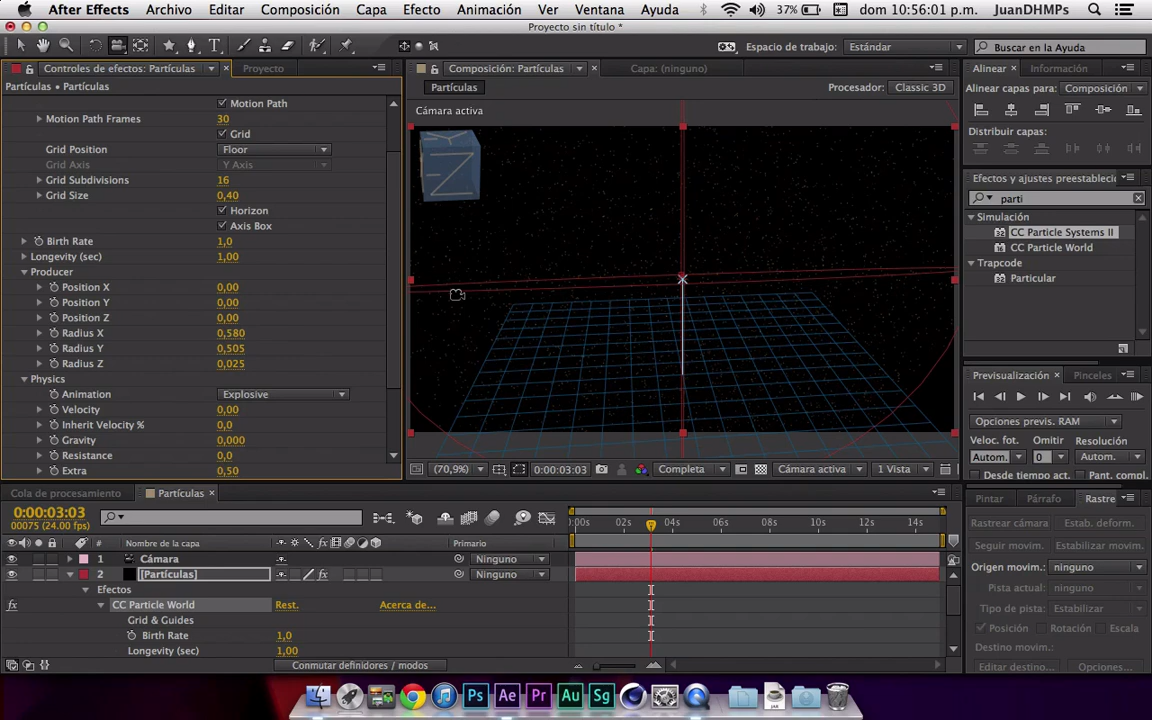 After Effects Archivo Editar Composición Capa Efecto Animación Ver Ventana Ayuda 37% dom 10:56:01 p.m. JuanDHMPs
Proyecto sin título *
Espacio de trabajo: Estándar Buscar en la Ayuda
Controles de efectos: Partículas Proyecto
Partículas • Partículas
Motion Path
Motion Path Frames 30
Grid
Grid Position Floor
Grid Axis Y Axis
Grid Subdivisions 16
Grid Size 0,40
Horizon
Axis Box
Birth Rate 1,0
Longevity (sec) 1,00
Producer
Position X 0,00
Position Y 0,00
Position Z 0,00
Radius X 0,580
Radius Y 0,505
Radius Z 0,025
Physics
Animation Explosive
Velocity 0,00
Inherit Velocity % 0,0
Gravity 0,000
Resistance 0,0
Extra 0,50
Composición: Partículas Capa: (ninguno)
Partículas Procesador: Classic 3D
Cámara activa
Z
(70,9%) 0:00:03:03 Completa Cámara activa 1 Vista
Alinear Información
Alinear capas para: Composición
Distribuir capas:
Efectos y ajustes preestableci
parti
Simulación
CC Particle Systems II
CC Particle World
Trapcode
Particular
Previsualización Pinceles
Opciones previs. RAM
Veloc. fot. Omitir Resolución
Autom. 0 Autom.
Desde tiempo act. Pant. compl.
Pintar Párrafo Rastre
Rastrear cámara Estab. deform.
Seguir movim. Estabilizar movim.
Origen movim.: ninguno
Pista actual: ninguno
Tipo de pista: Estabilizar
Posición Rotación Escala
Destino movim.:
Editar destino... Opciones...
Cola de procesamiento Partículas
0:00:03:03
00075 (24.00 fps)
:00s 02s 04s 06s 08s 10s 12s 14s
# Nombre de la capa Primario
1 Cámara Ninguno
2 [Partículas] fx Ninguno
Efectos
fx CC Particle World Rest. Acerca de...
Grid & Guides
Birth Rate 1,0
Longevity (sec) 1,00
Conmutar definidores / modos
Ps Ae Pr Au Sg
JAR